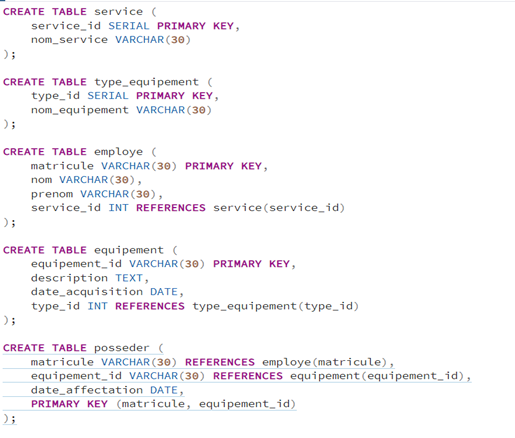 CREATE TABLE service (
    service_id SERIAL PRIMARY KEY,
    nom_service VARCHAR(30)
);
CREATE TABLE type_equipement (
    type_id SERIAL PRIMARY KEY,
    nom_equipement VARCHAR(30)
);
CREATE TABLE employe (
    matricule VARCHAR(30) PRIMARY KEY,
    nom VARCHAR(30),
    prenom VARCHAR(30),
    service_id INT REFERENCES service(service_id)
);
CREATE TABLE equipement (
    equipement_id VARCHAR(30) PRIMARY KEY,
    description TEXT,
    date_acquisition DATE,
    type_id INT REFERENCES type_equipement(type_id)
);
CREATE TABLE posseder (
    matricule VARCHAR(30) REFERENCES employe(matricule),
    equipement_id VARCHAR(30) REFERENCES equipement(equipement_id),
    date_affectation DATE,
    PRIMARY KEY (matricule, equipement_id)
);